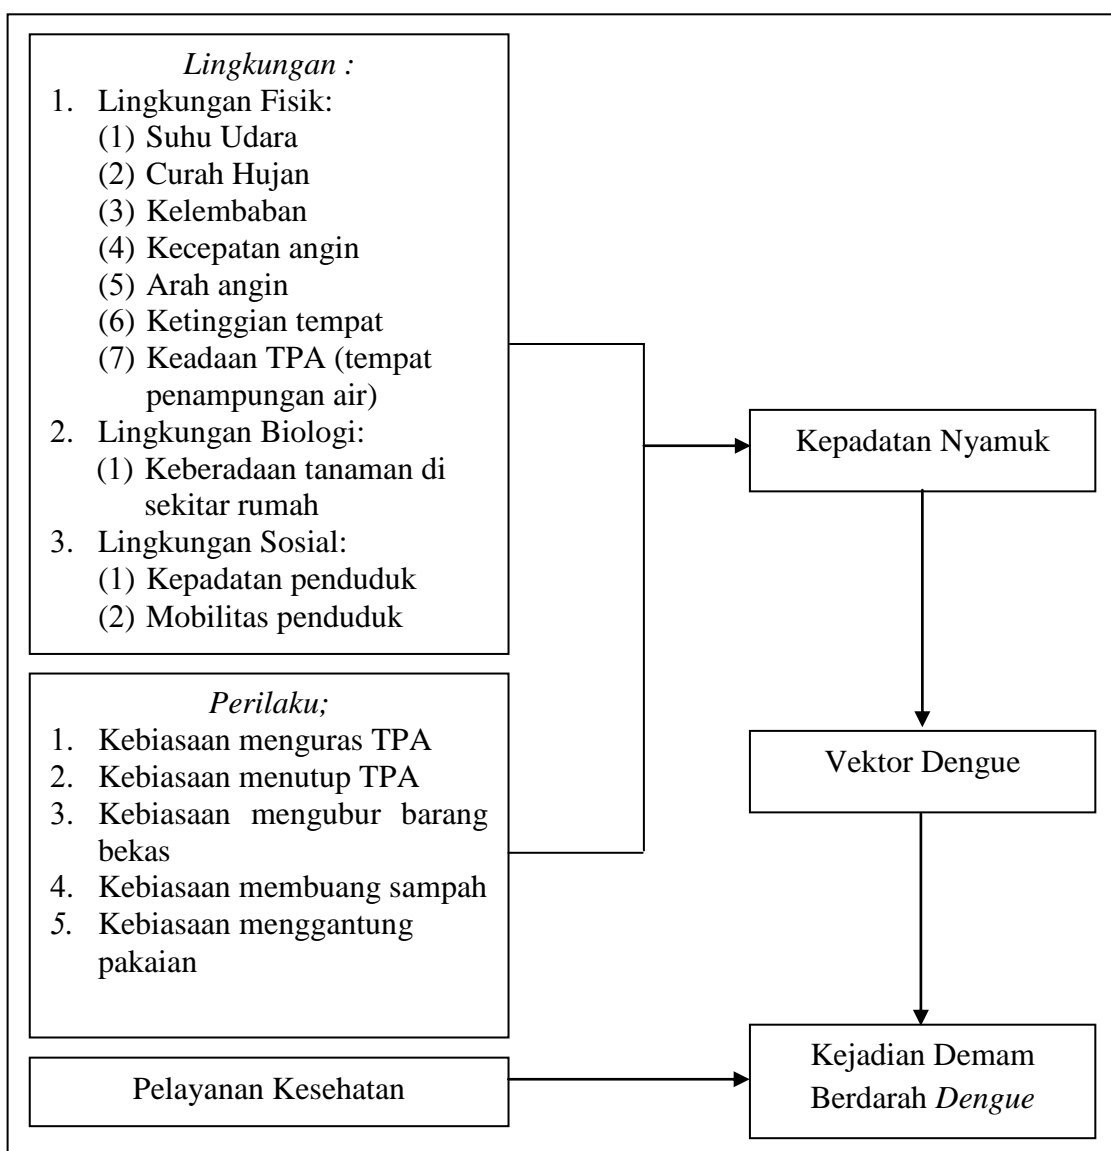 Lingkungan :
1. Lingkungan Fisik:
(1) Suhu Udara
(2) Curah Hujan
(3) Kelembaban
(4) Kecepatan angin
(5) Arah angin
(6) Ketinggian tempat
(7) Keadaan TPA (tempat
penampungan air)
2. Lingkungan Biologi:
(1) Keberadaan tanaman di
sekitar rumah
3. Lingkungan Sosial:
(1) Kepadatan penduduk
(2) Mobilitas penduduk
Perilaku;
1. Kebiasaan menguras TPA
2. Kebiasaan menutup TPA
3. Kebiasaan mengubur barang
bekas
4. Kebiasaan membuang sampah
5. Kebiasaan menggantung
pakaian
Pelayanan Kesehatan
Kepadatan Nyamuk
Vektor Dengue
Kejadian Demam
Berdarah Dengue